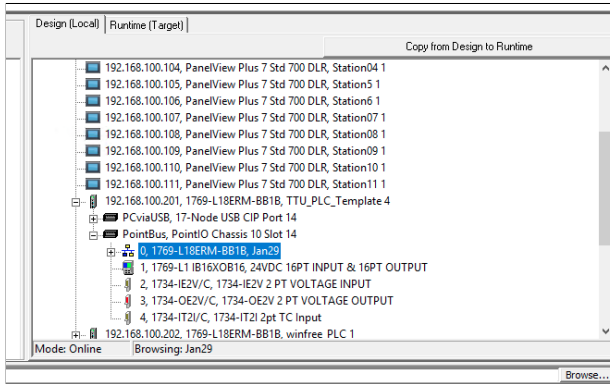 Design (Local) Runtime (Target)
Copy from Design to Runtime
192.168.100.104, PanelView Plus 7 Std 700 DLR, Station04 1
192.168.100.105, PanelView Plus 7 Std 700 DLR, Station5 1
192.168.100.106, PanelView Plus 7 Std 700 DLR, Station6 1
192.168.100.107, PanelView Plus 7 Std 700 DLR, Station07 1
192.168.100.108, PanelView Plus 7 Std 700 DLR, Station08 1
192.168.100.109, PanelView Plus 7 Std 700 DLR, Station09 1
192.168.100.110, PanelView Plus 7 Std 700 DLR, Station10 1
192.168.100.111, PanelView Plus 7 Std 700 DLR, Station11 1
192.168.100.201, 1769-L18ERM-BB1B, TTU_PLC_Template 4
PCviaUSB, 17-Node USB CIP Port 14
PointBus, PointIO Chassis 10 Slot 14
0, 1769-L18ERM-BB1B, Jan29
1, 1769-L1 IB16XOB16, 24VDC 16PT INPUT & 16PT OUTPUT
2, 1734-IE2V/C, 1734-IE2V 2 PT VOLTAGE INPUT
3, 1734-OE2V/C, 1734-OE2V 2 PT VOLTAGE OUTPUT
4, 1734-IT2I/C, 1734-IT2I 2pt TC Input
192.168.100.202, 1769-L18ERM-BB1B, winfree PLC 1
Mode: Online Browsing: Jan29
Browse...